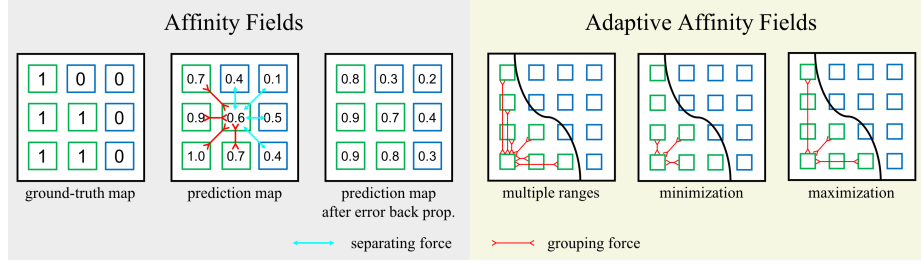 Affinity Fields
Adaptive Affinity Fields
1 0 0
1 1 0
1 1 0
0.7 0.4 0.1
0.9 0.6 0.5
1.0 0.7 0.4
0.8 0.3 0.2
0.9 0.7 0.4
0.9 0.8 0.3
ground-truth map
prediction map
prediction map
after error back prop.
multiple ranges
minimization
maximization
separating force
grouping force